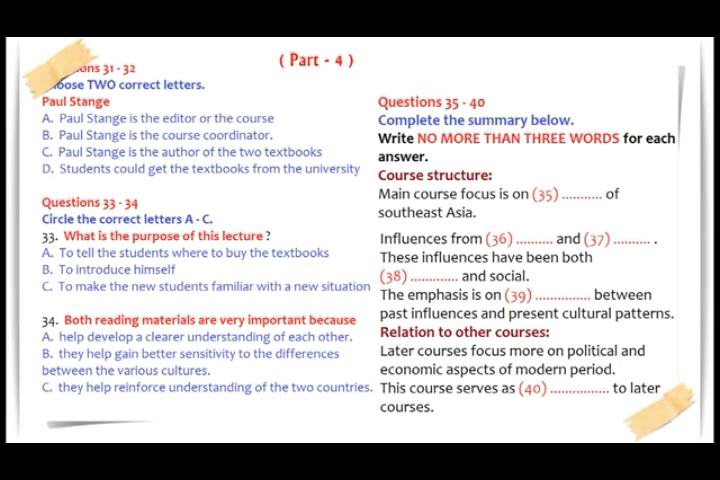 ( Part - 4 )
ons 31 - 32
oose TWO correct letters.
Paul Stange
A. Paul Stange is the editor or the course
B. Paul Stange is the course coordinator.
C. Paul Stange is the author of the two textbooks
D. Students could get the textbooks from the university
Questions 33 - 34
Circle the correct letters A - C.
33. What is the purpose of this lecture ?
A. To tell the students where to buy the textbooks
B. To introduce himself
C. To make the new students familiar with a new situation
34. Both reading materials are very important because
A. help develop a clearer understanding of each other.
B. they help gain better sensitivity to the differences
between the various cultures.
C. they help reinforce understanding of the two countries.
Questions 35 - 40
Complete the summary below.
Write NO MORE THAN THREE WORDS for each
answer.
Course structure:
Main course focus is on (35) ........... of
southeast Asia.
Influences from (36) .......... and (37) .......... .
These influences have been both
(38) ............. and social.
The emphasis is on (39) ............... between
past influences and present cultural patterns.
Relation to other courses:
Later courses focus more on political and
economic aspects of modern period.
This course serves as (40) ................ to later
courses.